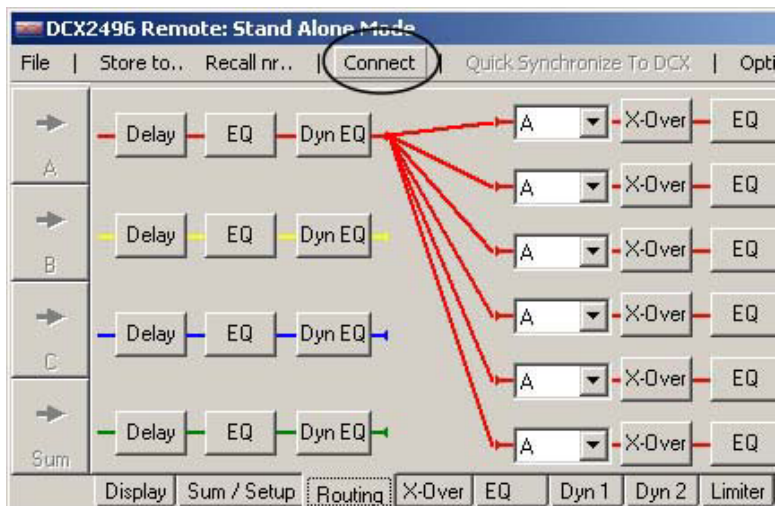 DCX2496 Remote: Stand Alone Mode
File | Store to.. Recall nr.. | Connect | Quick Synchronize To DCX | Opti
A Delay EQ Dyn EQ A X-Over EQ
A X-Over EQ
B Delay EQ Dyn EQ A X-Over EQ
C Delay EQ Dyn EQ A X-Over EQ
A X-Over EQ
Sum Delay EQ Dyn EQ A X-Over EQ
Display Sum / Setup Routing X-Over EQ Dyn 1 Dyn 2 Limiter